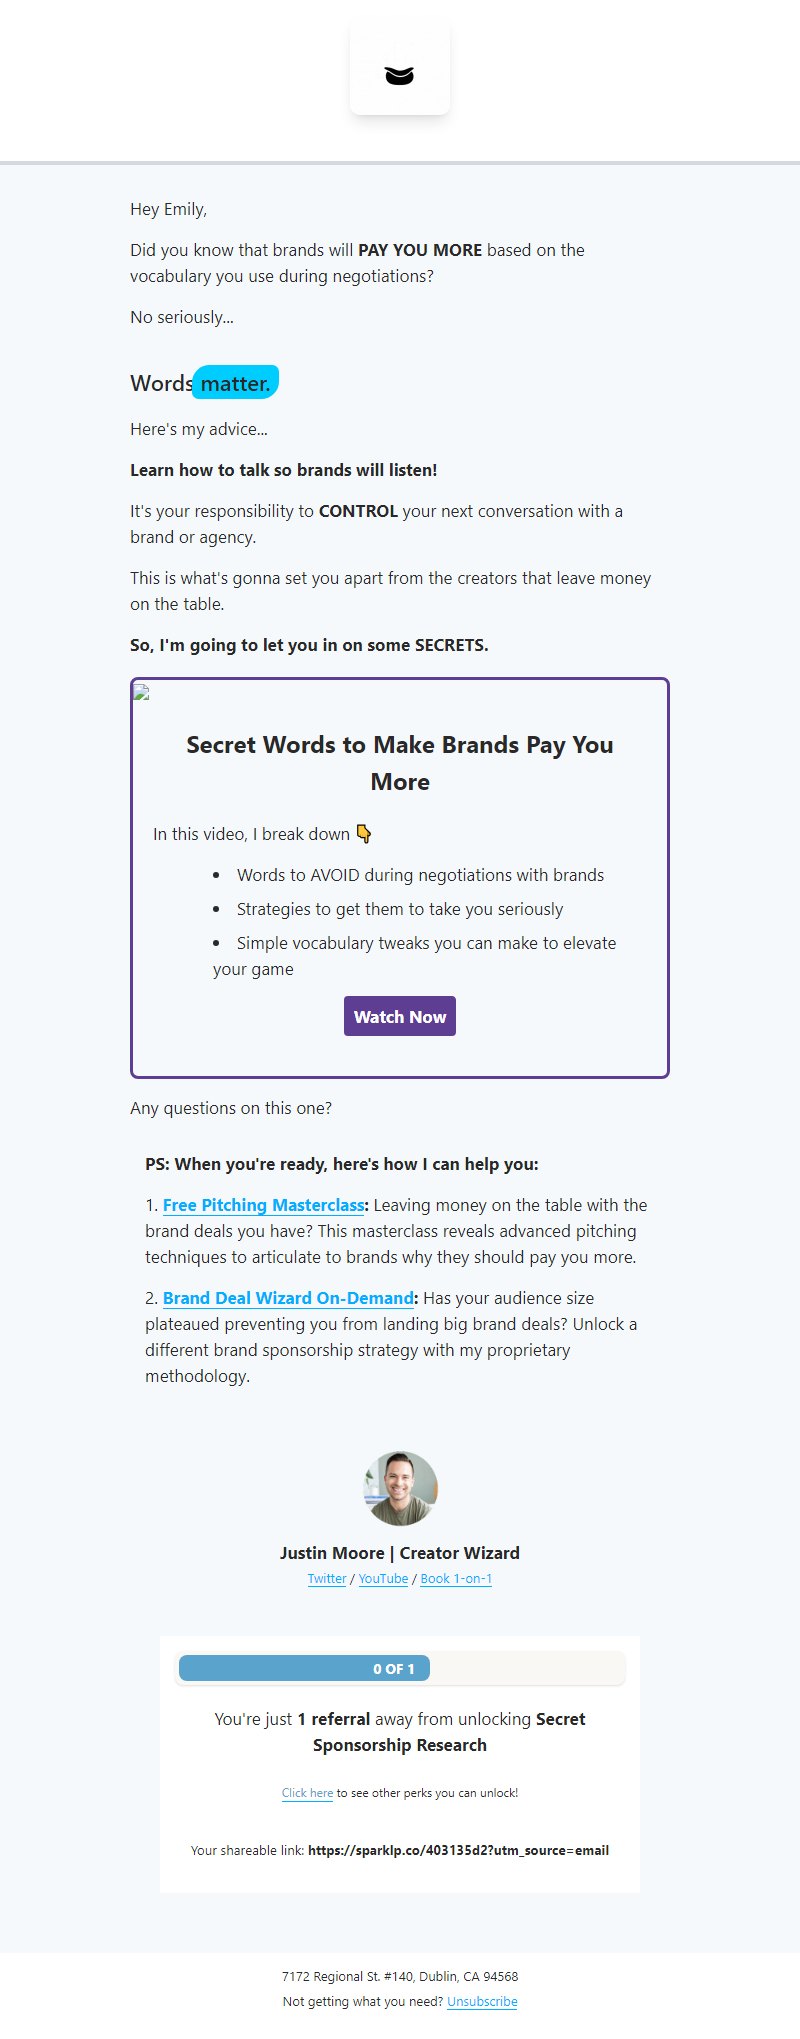 Hey Emily,
Did you know that brands will PAY YOU MORE based on the
vocabulary you use during negotiations?
No seriously...
Words matter.
Here's my advice...
Learn how to talk so brands will listen!
It's your responsibility to CONTROL your next conversation with a
brand or agency.
This is what's gonna set you apart from the creators that leave money
on the table.
So, I'm going to let you in on some SECRETS.
Secret Words to Make Brands Pay You
More
In this video, I break down 👇
• Words to AVOID during negotiations with brands
• Strategies to get them to take you seriously
• Simple vocabulary tweaks you can make to elevate
your game
Watch Now
Any questions on this one?
PS: When you're ready, here's how I can help you:
1. Free Pitching Masterclass: Leaving money on the table with the
brand deals you have? This masterclass reveals advanced pitching
techniques to articulate to brands why they should pay you more.
2. Brand Deal Wizard On-Demand: Has your audience size
plateaued preventing you from landing big brand deals? Unlock a
different brand sponsorship strategy with my proprietary
methodology.
Justin Moore | Creator Wizard
Twitter / YouTube / Book 1-on-1
0 OF 1
You're just 1 referral away from unlocking Secret
Sponsorship Research
Click here to see other perks you can unlock!
Your shareable link: https://sparklp.co/403135d2?utm_source=email
7172 Regional St. #140, Dublin, CA 94568
Not getting what you need? Unsubscribe